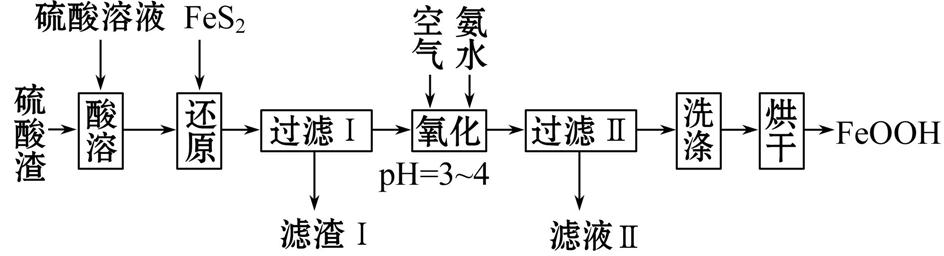 硫酸溶液 FeS₂
空气
氨水
硫酸渣
酸溶
还原
过滤Ⅰ
氧化
过滤Ⅱ
洗涤
烘干
FeOOH
pH=3~4
滤渣Ⅰ
滤液Ⅱ